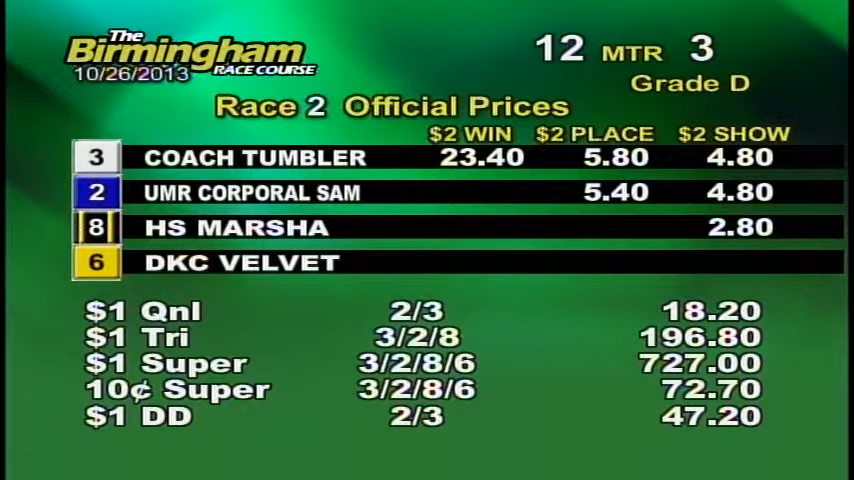 The
Birmingham
RACE COURSE
10/26/2013
12 MTR 3
Grade D
Race 2 Official Prices
$2 WIN $2 PLACE $2 SHOW
3 COACH TUMBLER 23.40 5.80 4.80
2 UMR CORPORAL SAM 5.40 4.80
8 HS MARSHA 2.80
6 DKC VELVET
$1 Qnl 2/3 18.20
$1 Tri 3/2/8 196.80
$1 Super 3/2/8/6 727.00
10¢ Super 3/2/8/6 72.70
$1 DD 2/3 47.20